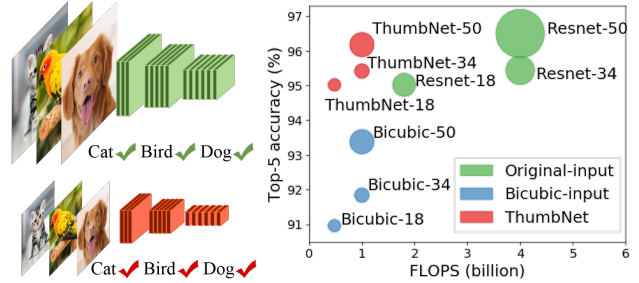 Cat Bird Dog
Cat Bird Dog
97
96
95
94
93
92
91
Top-5 accuracy (%)
ThumbNet-50
Resnet-50
ThumbNet-34
Resnet-18
Resnet-34
ThumbNet-18
Bicubic-50
Bicubic-34
Bicubic-18
Original-input
Bicubic-input
ThumbNet
0 1 2 3 4 5 6
FLOPS (billion)